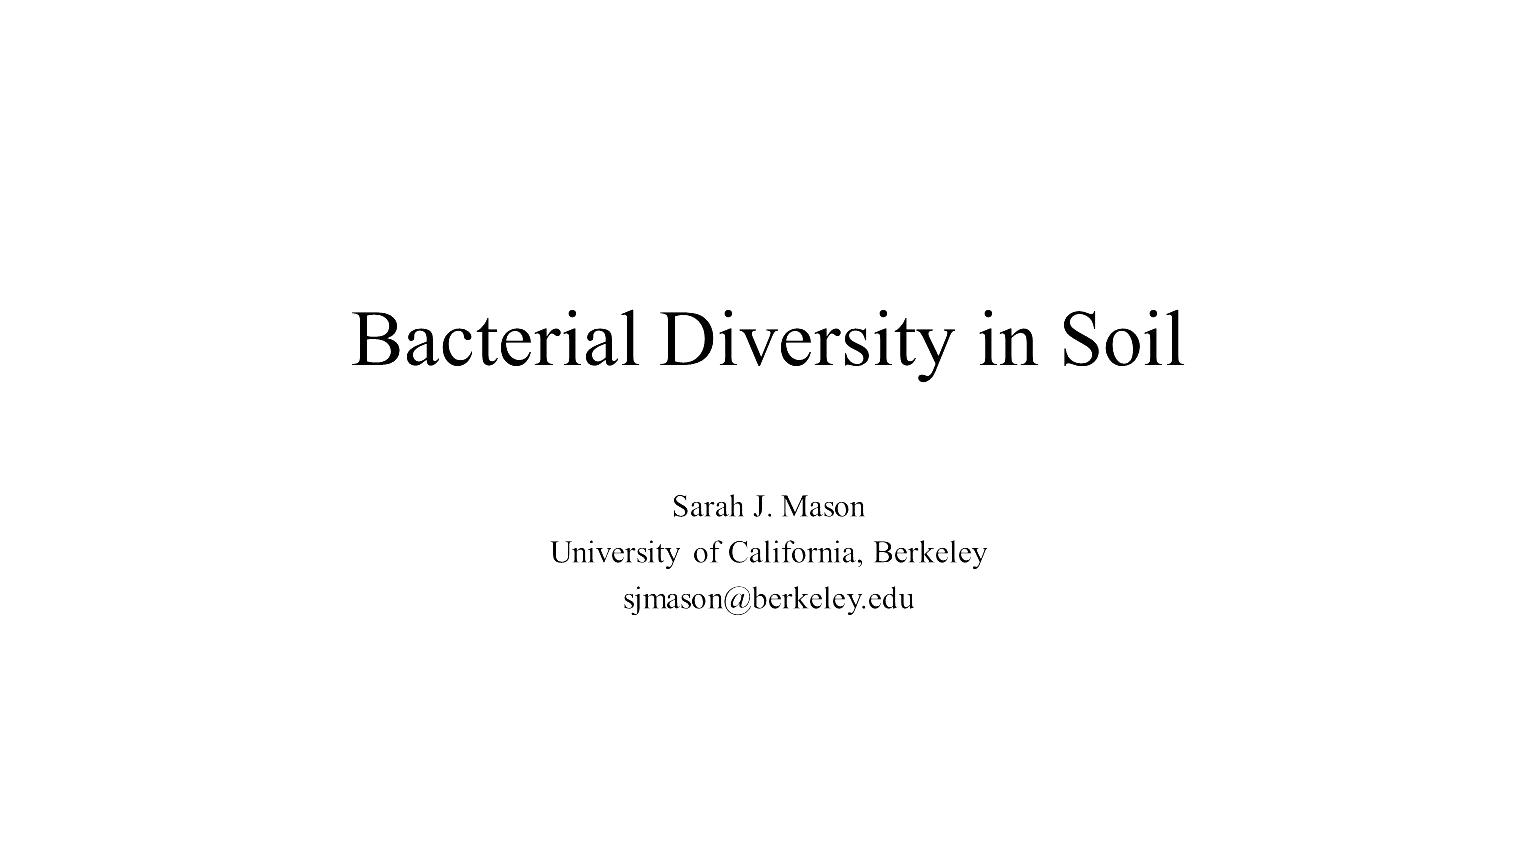 Bacterial Diversity in Soil
Sarah J. Mason
University of California, Berkeley
sjmason@berkeley.edu